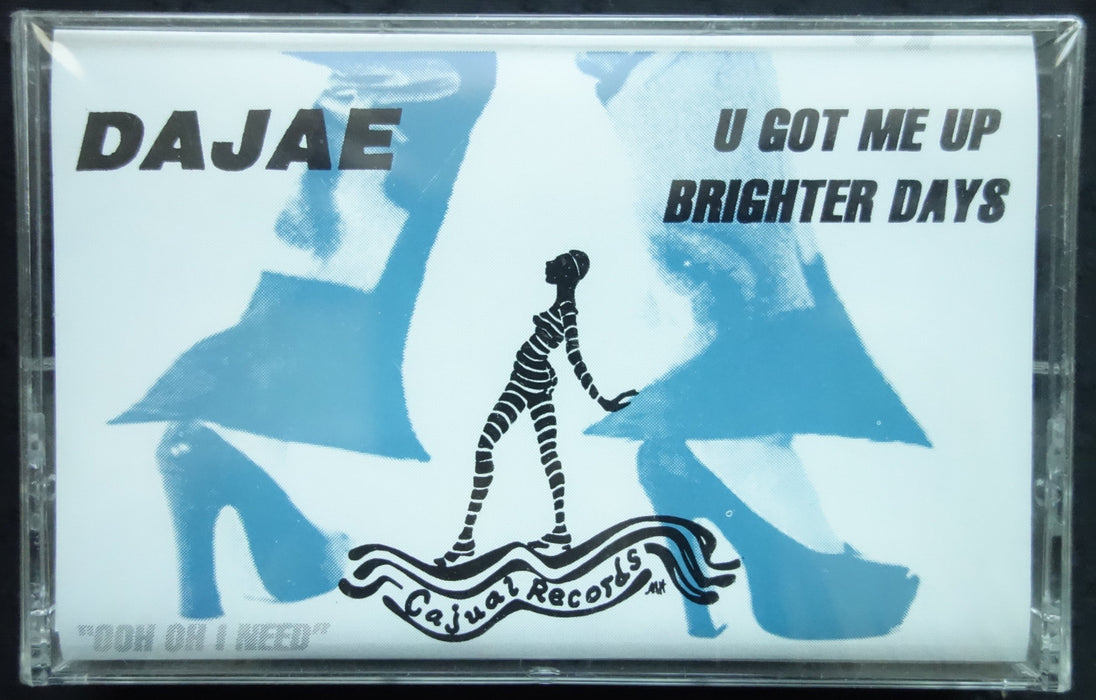 DAJAE
U GOT ME UP
BRIGHTER DAYS
Cajual Records
"OOH OH I NEED"